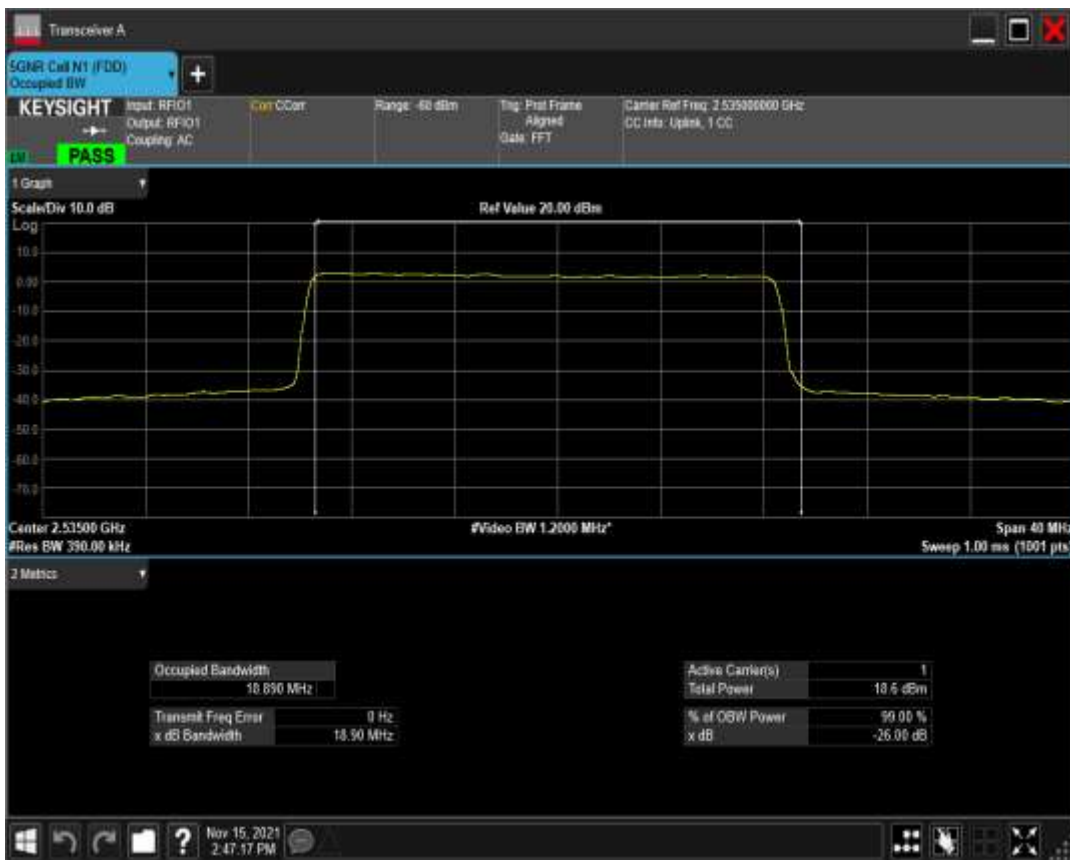 Transceiver A
5GNR Cell N1 (FDD)
Occupied BW
+
KEYSIGHT
LXI
PASS
Input: RFIO1
Output: RFIO1
Coupling: AC
Corr CCorr
Range: -60 dBm
Trig: Prot Frame
Aligned
Gate: FFT
Carrier Ref Freq: 2.535000000 GHz
CC Info: Uplink, 1 CC
1 Graph
Scale/Div 10.0 dB
Ref Value 20.00 dBm
Log
10.0
0.00
-10.0
-20.0
-30.0
-40.0
-50.0
-60.0
-70.0
Center 2.53500 GHz
#Video BW 1.2000 MHz*
Span 40 MHz
#Res BW 390.00 kHz
Sweep 1.00 ms (1001 pts)
2 Metrics
Occupied Bandwidth
18.890 MHz
Transmit Freq Error 0 Hz
x dB Bandwidth 18.90 MHz
Active Carrier(s) 1
Total Power 18.6 dBm
% of OBW Power 99.00 %
x dB -26.00 dB
?
Nov 15, 2021
2:47:17 PM